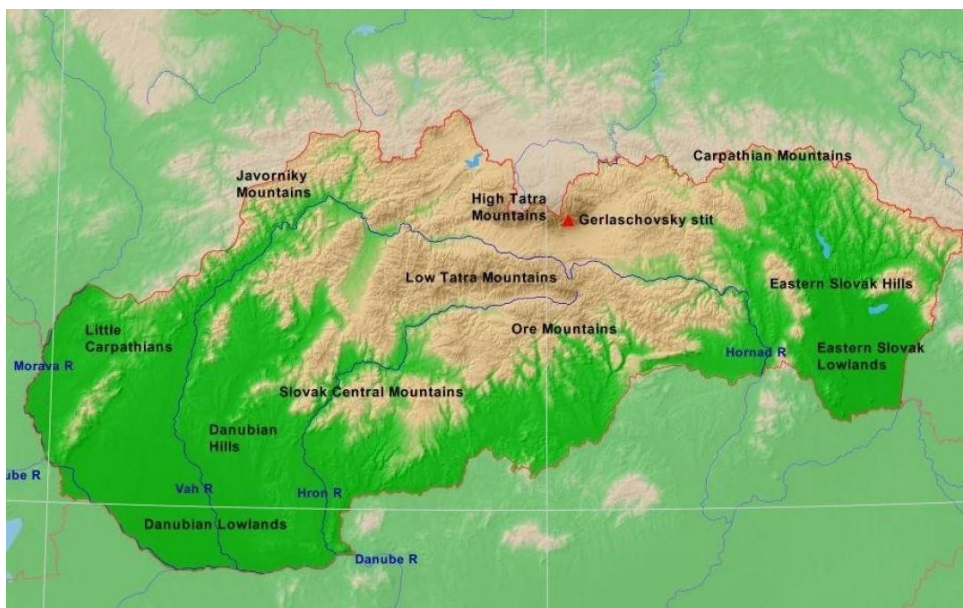 Carpathian Mountains
Javorniky
Mountains
High Tatra
Mountains
Gerlaschovsky stit
Low Tatra Mountains
Eastern Slovak Hills
Little
Carpathians
Ore Mountains
Morava R
Hornad R
Eastern Slovak
Lowlands
Slovak Central Mountains
Danubian
Hills
ube R
Vah R
Hron R
Danubian Lowlands
Danube R